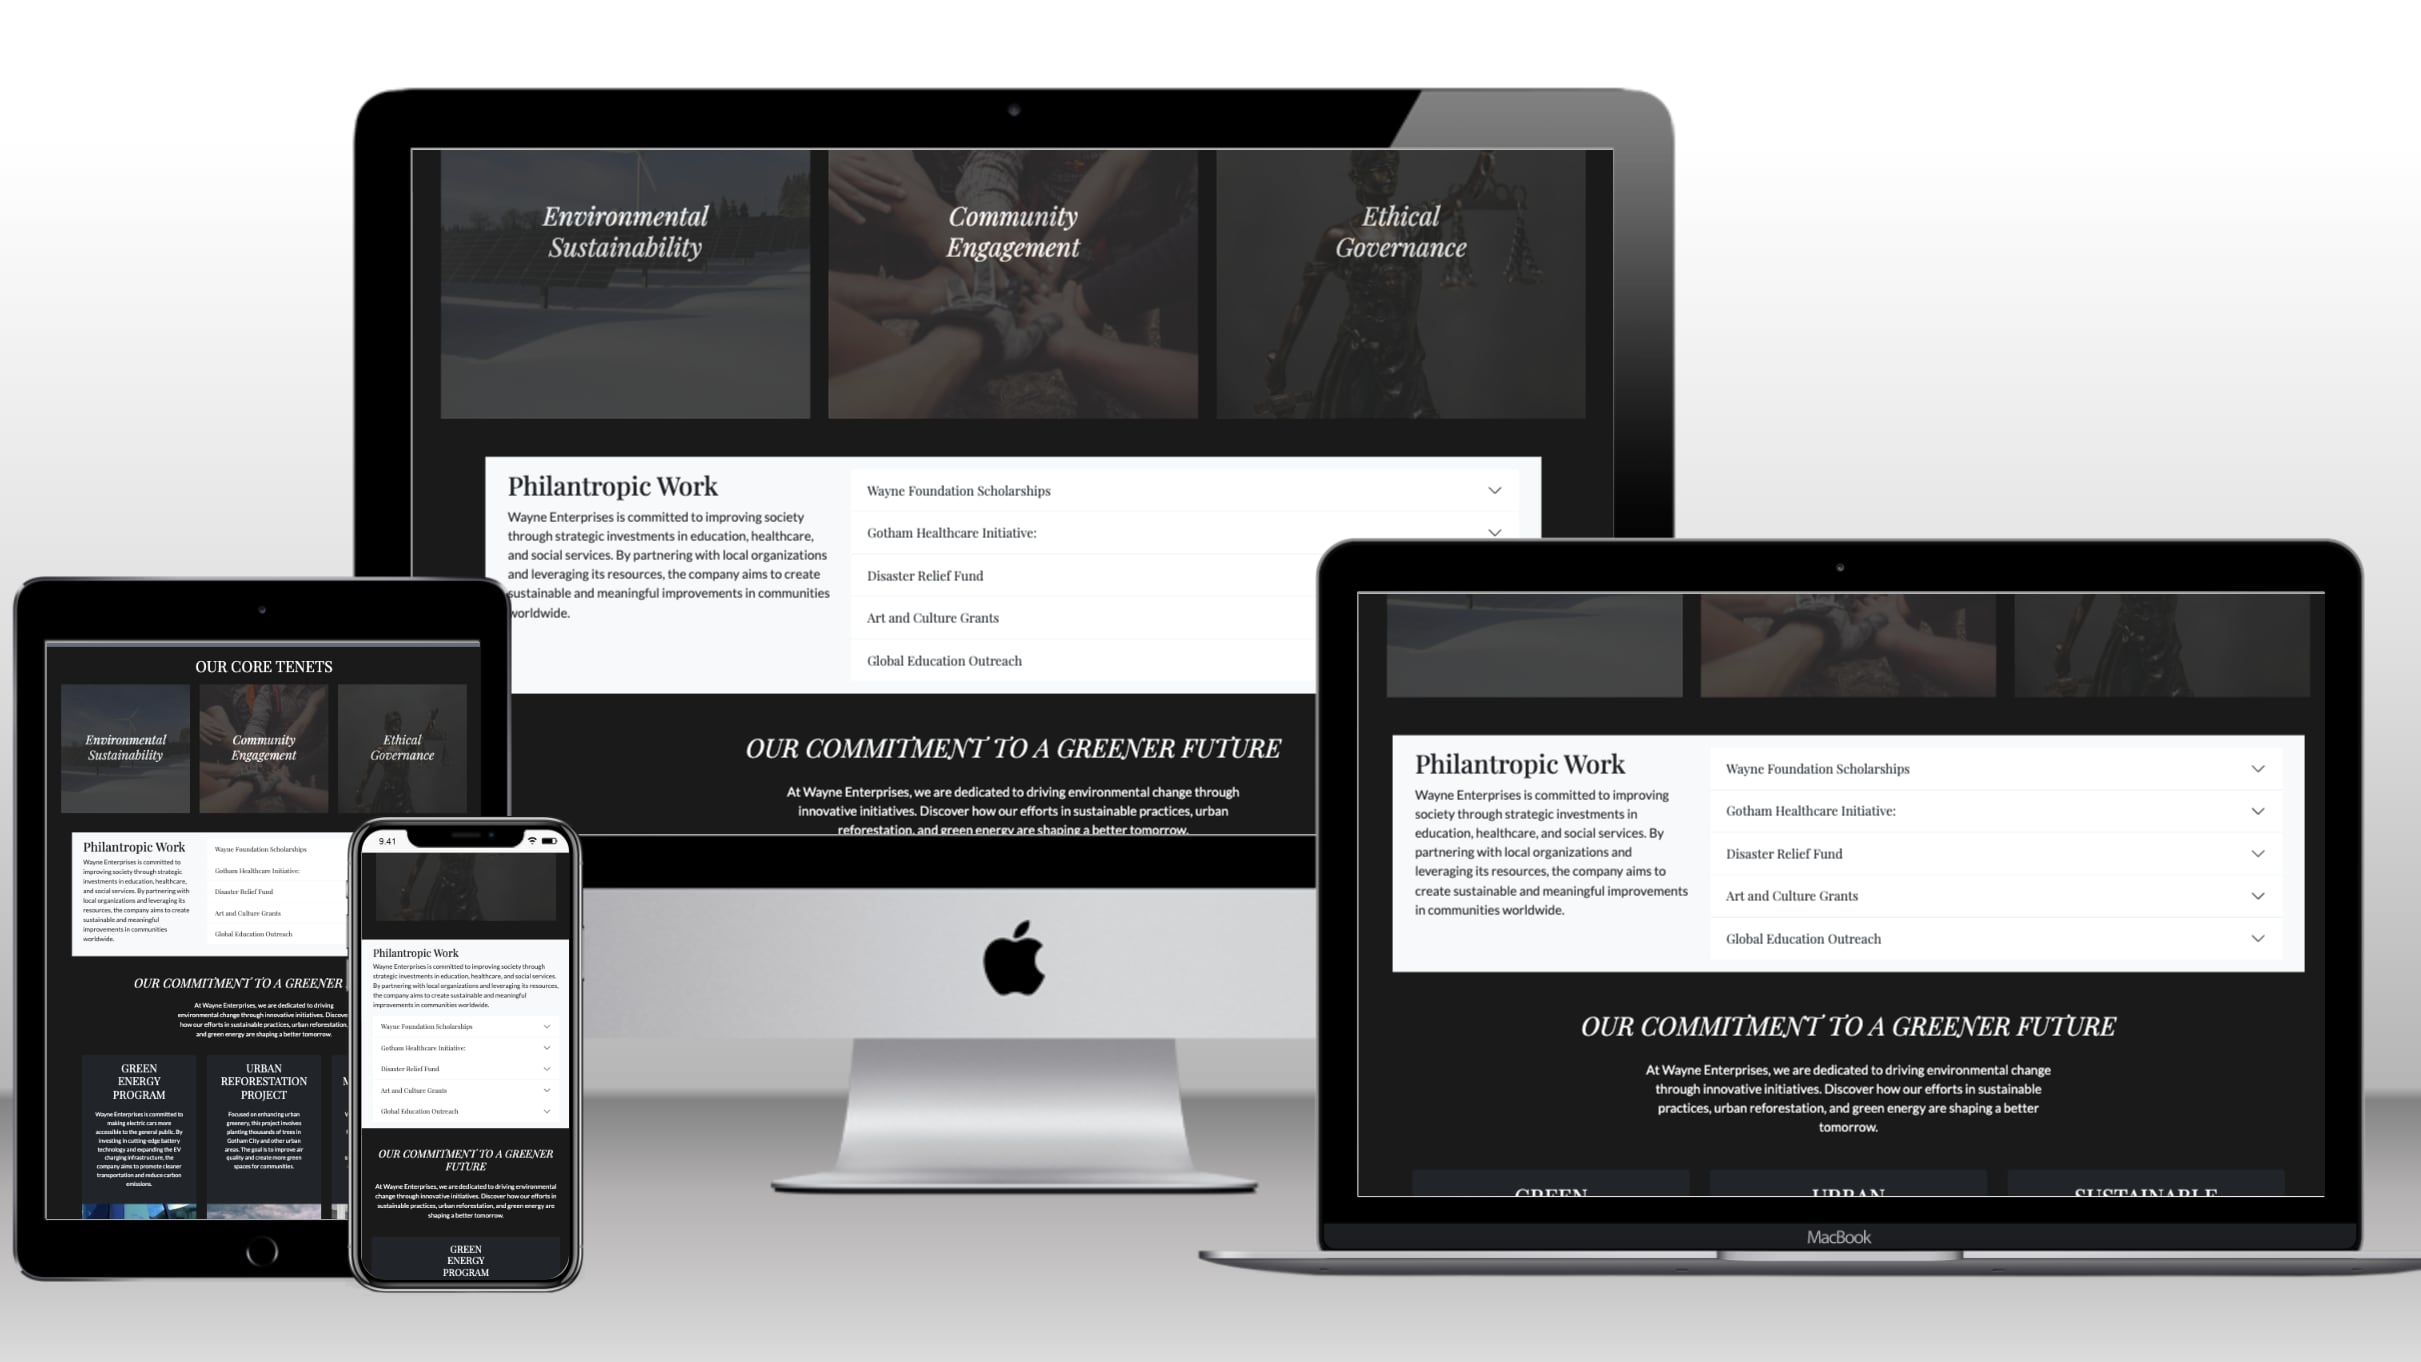 Environmental
Sustainability
Community
Engagement
Ethical
Governance
Philantropic Work
Wayne Enterprises is committed to improving society
through strategic investments in education, healthcare,
and social services. By partnering with local organizations
and leveraging its resources, the company aims to create
sustainable and meaningful improvements in communities
worldwide.
Wayne Foundation Scholarships
Gotham Healthcare Initiative:
Disaster Relief Fund
Art and Culture Grants
Global Education Outreach
OUR COMMITMENT TO A GREENER FUTURE
At Wayne Enterprises, we are dedicated to driving environmental change through
innovative initiatives. Discover how our efforts in sustainable practices, urban
reforestation, and green energy are shaping a better tomorrow.
OUR CORE TENETS
Environmental
Sustainability
Community
Engagement
Ethical
Governance
Philantropic Work
Wayne Enterprises is committed to
improving society through strategic
investments in education, healthcare,
and social services. By partnering with
local organizations and leveraging its
resources, the company aims to create
sustainable and meaningful
improvements in communities
worldwide.
Wayne Foundation Scholarships
Gotham Healthcare Initiative:
Disaster Relief Fund
Art and Culture Grants
Global Education Outreach
OUR COMMITMENT TO A GREENER
At Wayne Enterprises, we are dedicated to driving
environmental change through innovative initiatives. Discover
how our efforts in sustainable practices, urban reforestation,
and green energy are shaping a better tomorrow.
GREEN
ENERGY
PROGRAM
Wayne Enterprises is committed to
making electric cars more
accessible to the general public. By
investing in cutting-edge battery
technology and expanding the EV
charging infrastructure, the
company aims to promote cleaner
transportation and reduce carbon
emissions.
URBAN
REFORESTATION
PROJECT
Focused on enhancing urban
greenery, this project involves
planting thousands of trees in
Gotham City and other urban
areas. The goal is to improve air
quality and create more green
spaces for communities.
M
9.41
Philantropic Work
Wayne Enterprises is committed to improving society through
strategic investments in education, healthcare, and social services.
By partnering with local organizations and leveraging its resources,
the company aims to create sustainable and meaningful
improvements in communities worldwide.
Wayne Foundation Scholarships
Gotham Healthcare Initiative:
Disaster Relief Fund
Art and Culture Grants
Global Education Outreach
OUR COMMITMENT TO A GREENER
FUTURE
At Wayne Enterprises, we are dedicated to driving environmental
change through innovative initiatives. Discover how our efforts in
sustainable practices, urban reforestation, and green energy are
shaping a better tomorrow.
GREEN
ENERGY
PROGRAM
Philantropic Work
Wayne Enterprises is committed to improving
society through strategic investments in
education, healthcare, and social services. By
partnering with local organizations and
leveraging its resources, the company aims to
create sustainable and meaningful improvements
in communities worldwide.
Wayne Foundation Scholarships
Gotham Healthcare Initiative:
Disaster Relief Fund
Art and Culture Grants
Global Education Outreach
OUR COMMITMENT TO A GREENER FUTURE
At Wayne Enterprises, we are dedicated to driving environmental change
through innovative initiatives. Discover how our efforts in sustainable
practices, urban reforestation, and green energy are shaping a better
tomorrow.
GREEN
URBAN
SUSTAINABLE
MacBook